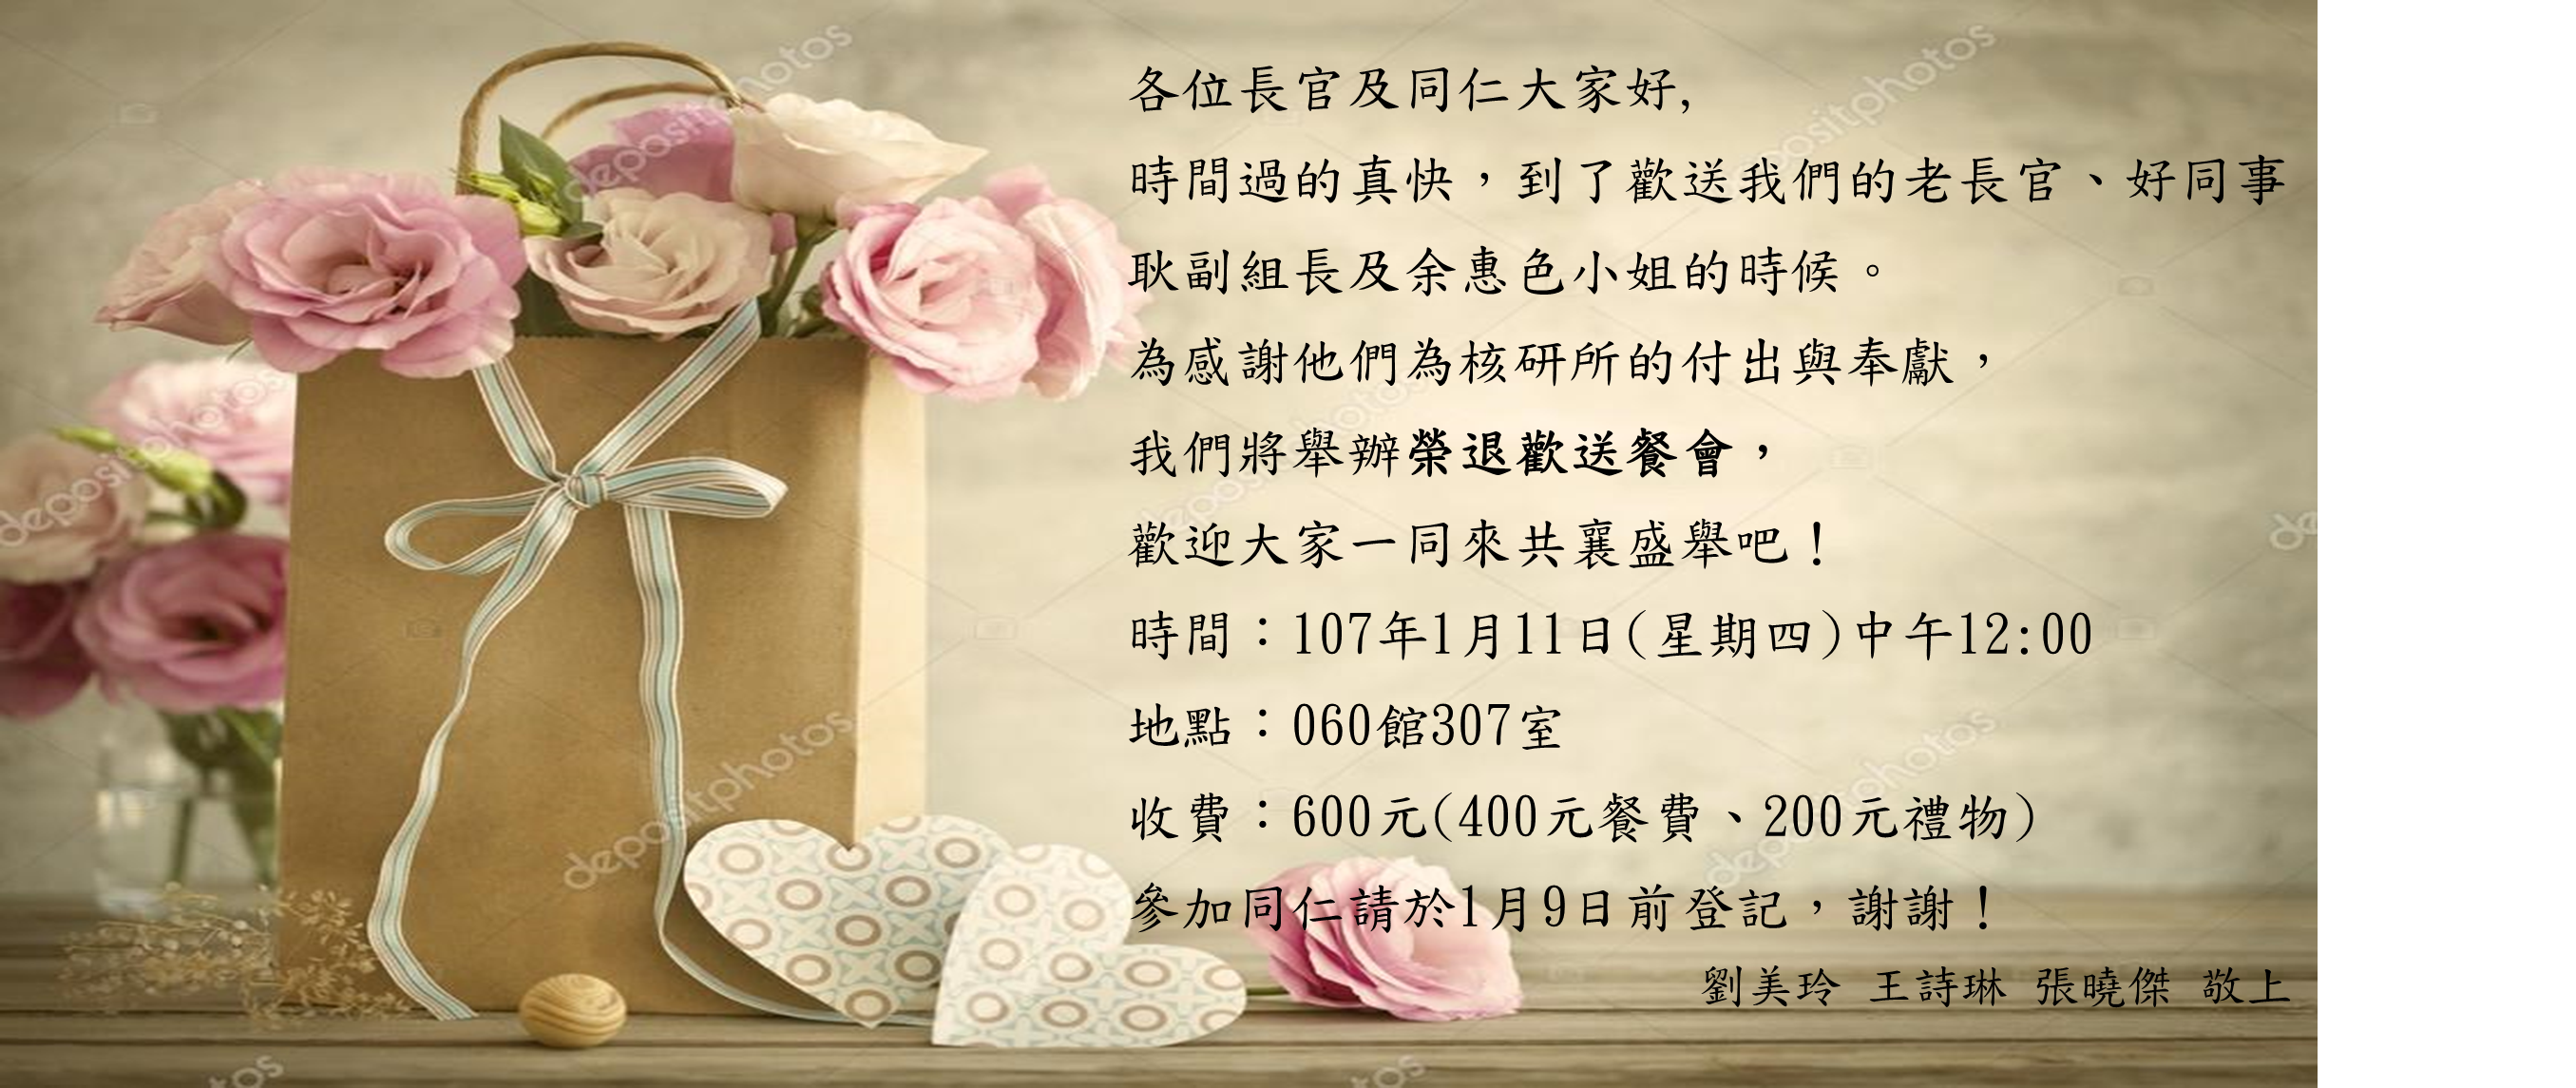 各位長官及同仁大家好,
時間過的真快，到了歡送我們的老長官、好同事
耿副組長及余惠色小姐的時候。
為感謝他們為核研所的付出與奉獻，
我們將舉辦榮退歡送餐會，
歡迎大家一同來共襄盛舉吧！
時間：107年1月11日(星期四)中午12:00
地點：060館307室
收費：600元(400元餐費、200元禮物)
參加同仁請於1月9日前登記，謝謝！
劉美玲 王詩琳 張曉傑 敬上
depositphotos
depositphotos
depositphotos
depositphotos
depositphotos
depositphotos
depositphotos